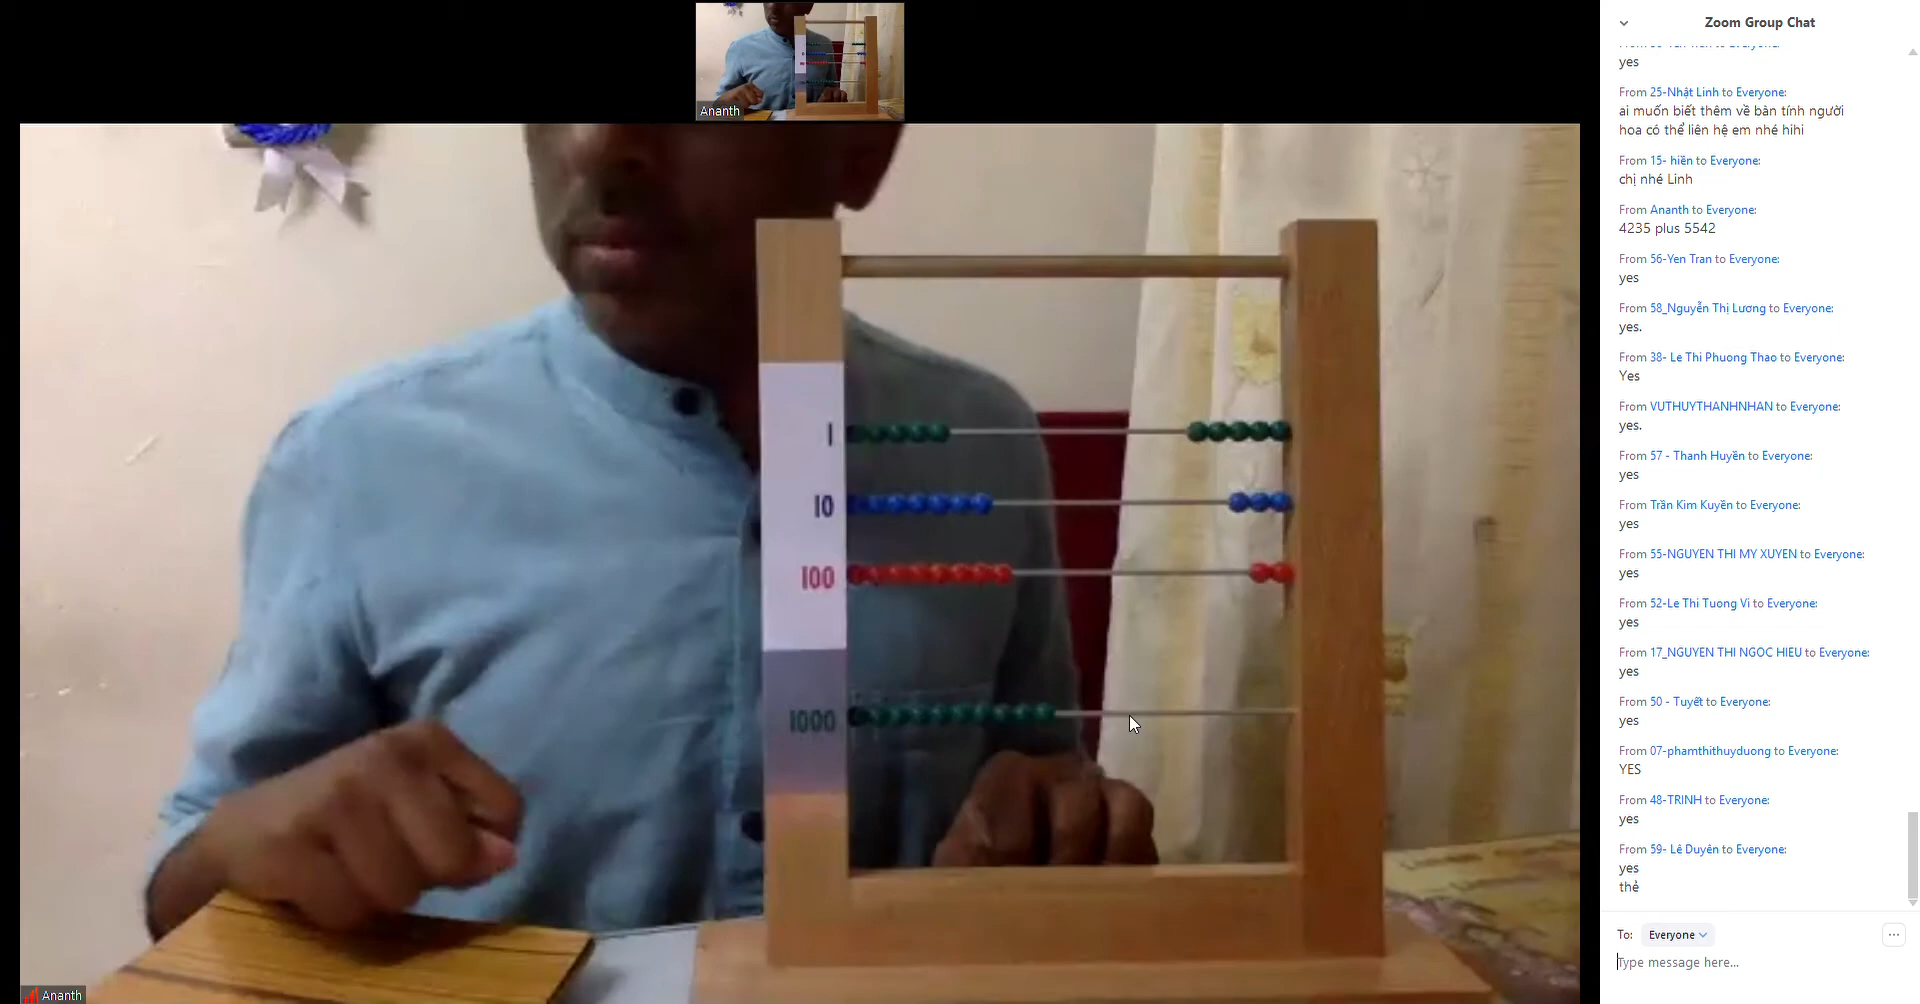 Ananth
1
10
100
1000
Ananth
Zoom Group Chat
yes
From 25-Nhật Linh to Everyone:
ai muốn biết thêm về bàn tính người
hoa có thể liên hệ em nhé hihi
From 15- hiền to Everyone:
chị nhé Linh
From Ananth to Everyone:
4235 plus 5542
From 56-Yen Tran to Everyone:
yes
From 58_Nguyễn Thị Lương to Everyone:
yes.
From 38- Le Thi Phuong Thao to Everyone:
Yes
From VUTHUYTHANHNHAN to Everyone:
yes.
From 57 - Thanh Huyền to Everyone:
yes
From Trần Kim Kuyền to Everyone:
yes
From 55-NGUYEN THI MY XUYEN to Everyone:
yes
From 52-Le Thi Tuong Vi to Everyone:
yes
From 17_NGUYEN THI NGOC HIEU to Everyone:
yes
From 50 - Tuyết to Everyone:
yes
From 07-phamthithuyduong to Everyone:
YES
From 48-TRINH to Everyone:
yes
From 59- Lê Duyên to Everyone:
yes
thẻ
To: Everyone
Type message here...